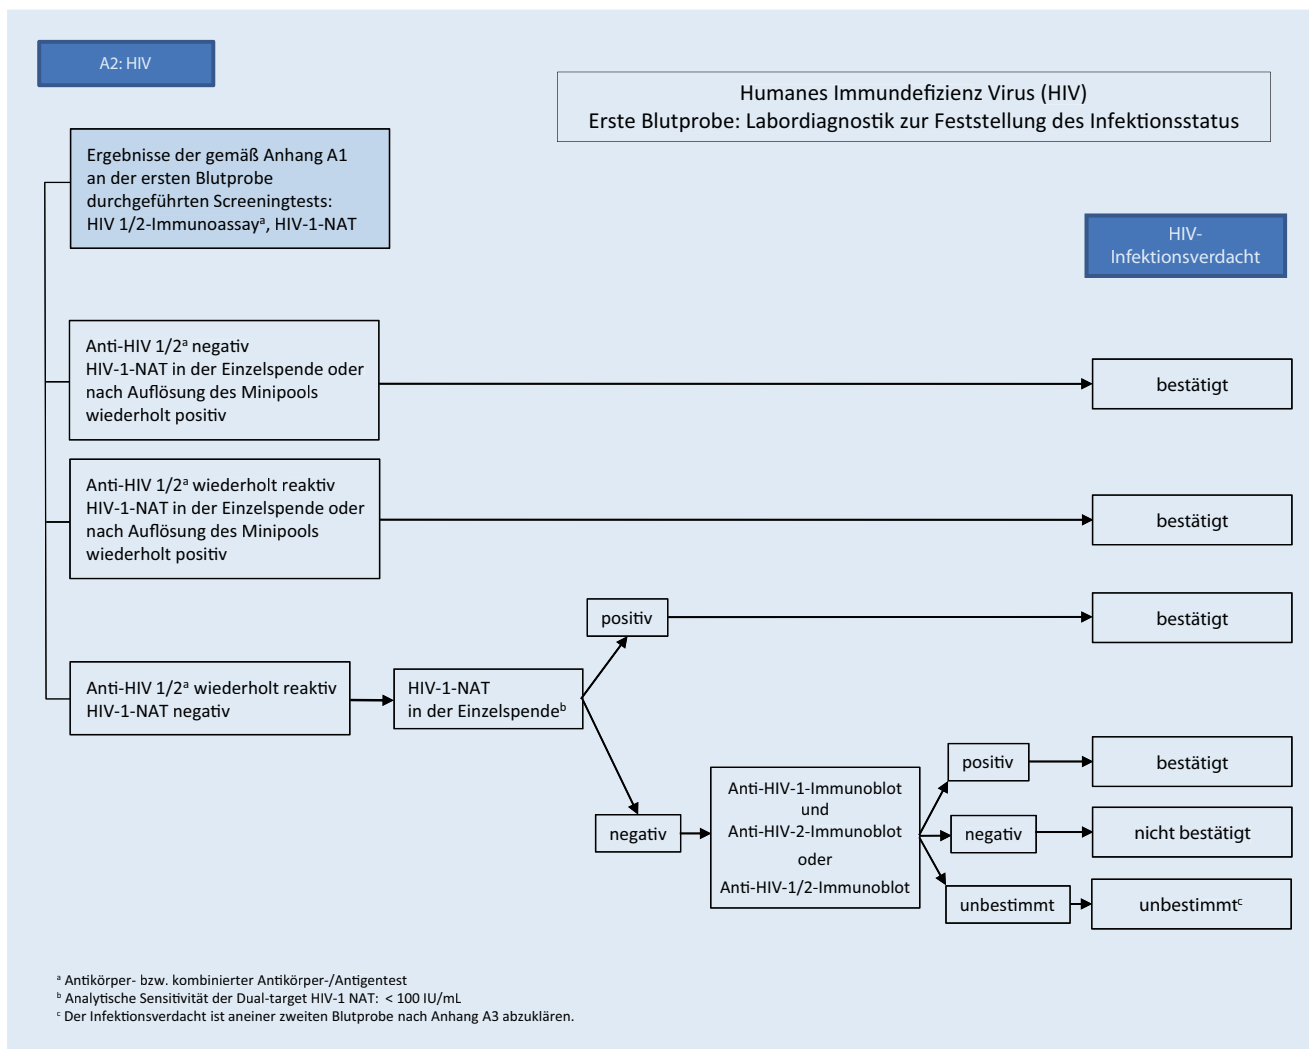 A2: HIV
Humanes Immundefizienz Virus (HIV)
Erste Blutprobe: Labordiagnostik zur Feststellung des Infektionsstatus
Ergebnisse der gemäß Anhang A1
an der ersten Blutprobe
durchgeführten Screeningtests:
HIV 1/2-Immunoassayᵃ, HIV-1-NAT
HIV-
Infektionsverdacht
Anti-HIV 1/2ᵃ negativ
HIV-1-NAT in der Einzelspende oder
nach Auflösung des Minipools
wiederholt positiv
bestätigt
Anti-HIV 1/2ᵃ wiederholt reaktiv
HIV-1-NAT in der Einzelspende oder
nach Auflösung des Minipools
wiederholt positiv
bestätigt
positiv
bestätigt
Anti-HIV 1/2ᵃ wiederholt reaktiv
HIV-1-NAT negativ
HIV-1-NAT
in der Einzelspendeᵇ
negativ
Anti-HIV-1-Immunoblot
und
Anti-HIV-2-Immunoblot
oder
Anti-HIV-1/2-Immunoblot
positiv
bestätigt
negativ
nicht bestätigt
unbestimmt
unbestimmtᶜ
ᵃ Antikörper- bzw. kombinierter Antikörper-/Antigentest
ᵇ Analytische Sensitivität der Dual-target HIV-1 NAT: < 100 IU/mL
ᶜ Der Infektionsverdacht ist aneiner zweiten Blutprobe nach Anhang A3 abzuklären.